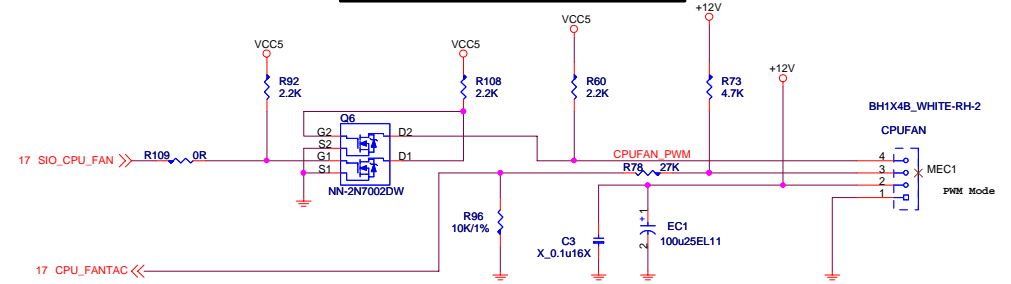 +12V
VCC5
VCC5
VCC5
+12V
R92
2.2K
R108
2.2K
R60
2.2K
R73
4.7K
BH1X4B_WHITE-RH-2
CPUFAN
Q6
G2
D2
S2
G1
D1
S1
NN-2N7002DW
17 SIO_CPU_FAN
R109
0R
CPUFAN_PWM
R78
27K
4
3
2
1
MEC1
PWM Mode
R96
10K/1%
C3
X_0.1u16X
+
1
2
EC1
100u25EL11
17 CPU_FANTAC